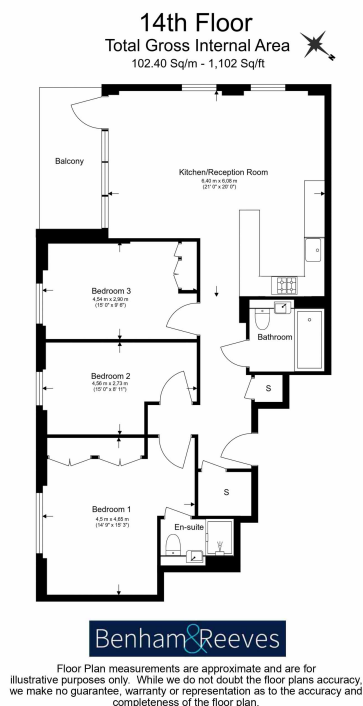 14th Floor
Total Gross Internal Area
102.40 Sq/m - 1,102 Sq/ft
N
Balcony
Kitchen/Reception Room
6,40 m x 6,08 m
(21' 0" x 20' 0")
Bedroom 3
4,54 m x 2,90 m
(15' 0" x 9' 6")
Bathroom
Bedroom 2
4,56 m x 2,73 m
(15' 0" x 8' 11")
S
Bedroom 1
4,5 m x 4,65 m
(14' 9" x 15' 3")
S
En-suite
Benham&Reeves
Floor Plan measurements are approximate and are for
illustrative purposes only. While we do not doubt the floor plans accuracy,
we make no guarantee, warranty or representation as to the accuracy and
completeness of the floor plan.